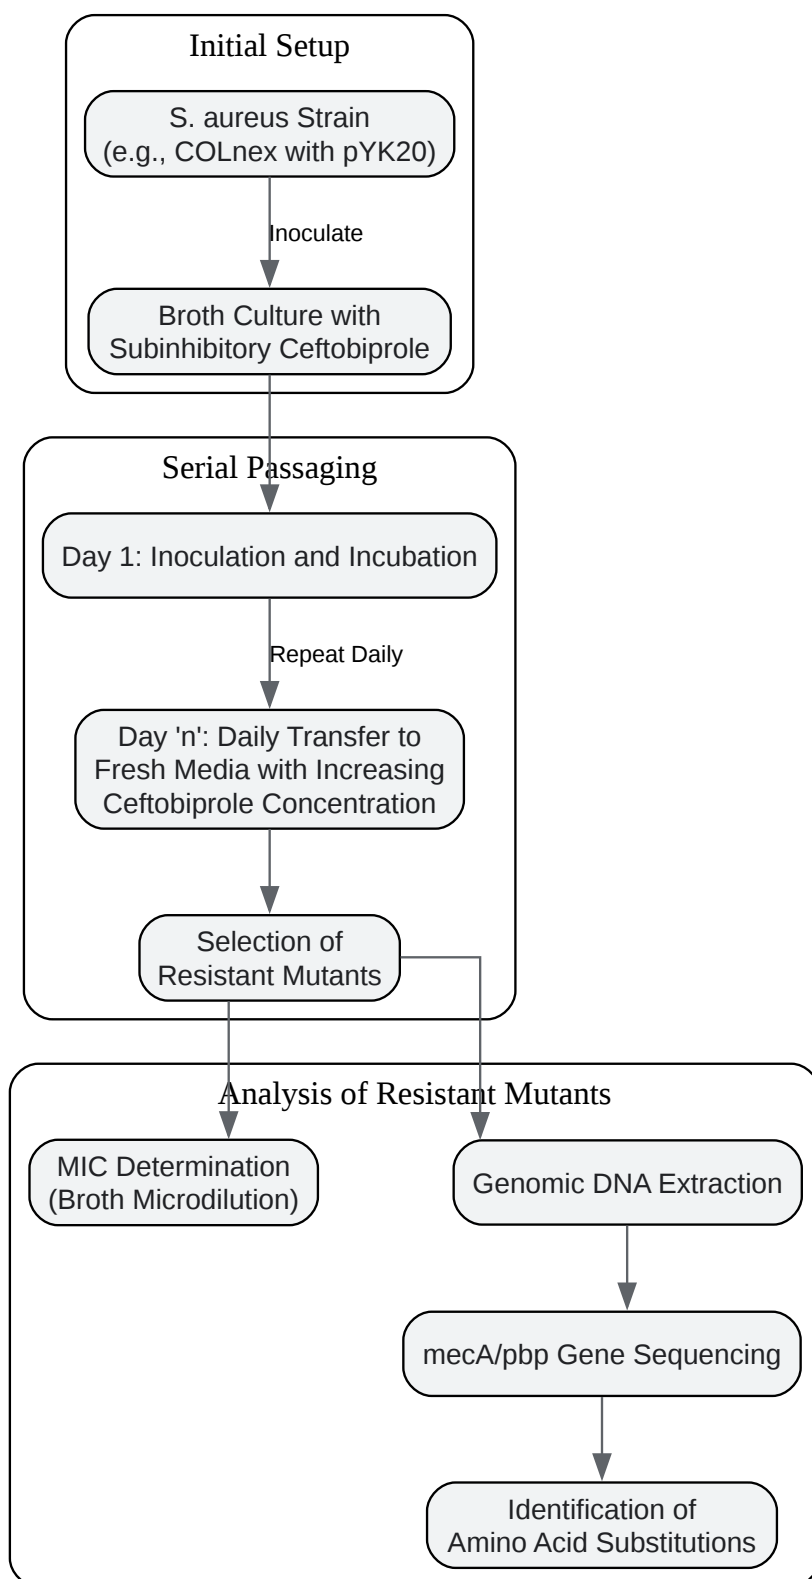 Initial Setup
S. aureus Strain
(e.g., COLnex with pYK20)
Inoculate
Broth Culture with
Subinhibitory Ceftobiprole
Serial Passaging
Day 1: Inoculation and Incubation
Repeat Daily
Day 'n': Daily Transfer to
Fresh Media with Increasing
Ceftobiprole Concentration
Selection of
Resistant Mutants
Analysis of Resistant Mutants
MIC Determination
(Broth Microdilution)
Genomic DNA Extraction
mecA/pbp Gene Sequencing
Identification of
Amino Acid Substitutions